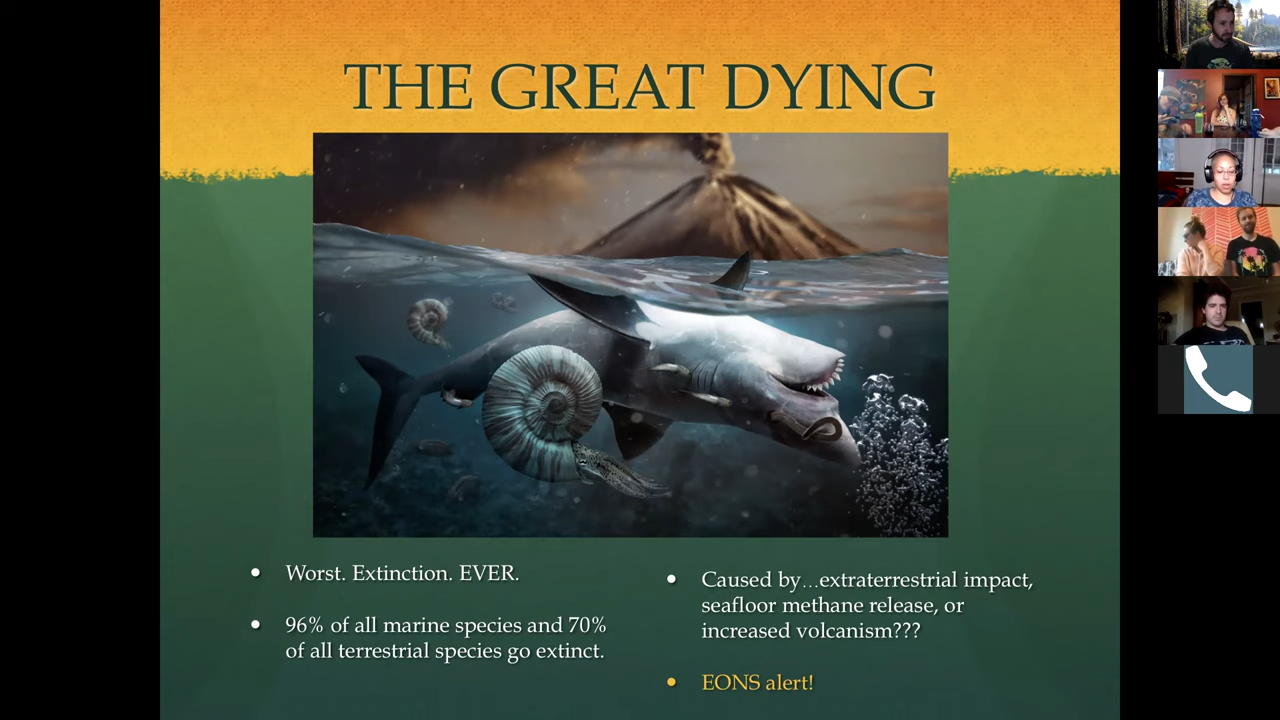 THE GREAT DYING
Worst. Extinction. EVER.
96% of all marine species and 70%
of all terrestrial species go extinct.
Caused by…extraterrestrial impact,
seafloor methane release, or
increased volcanism???
EONS alert!